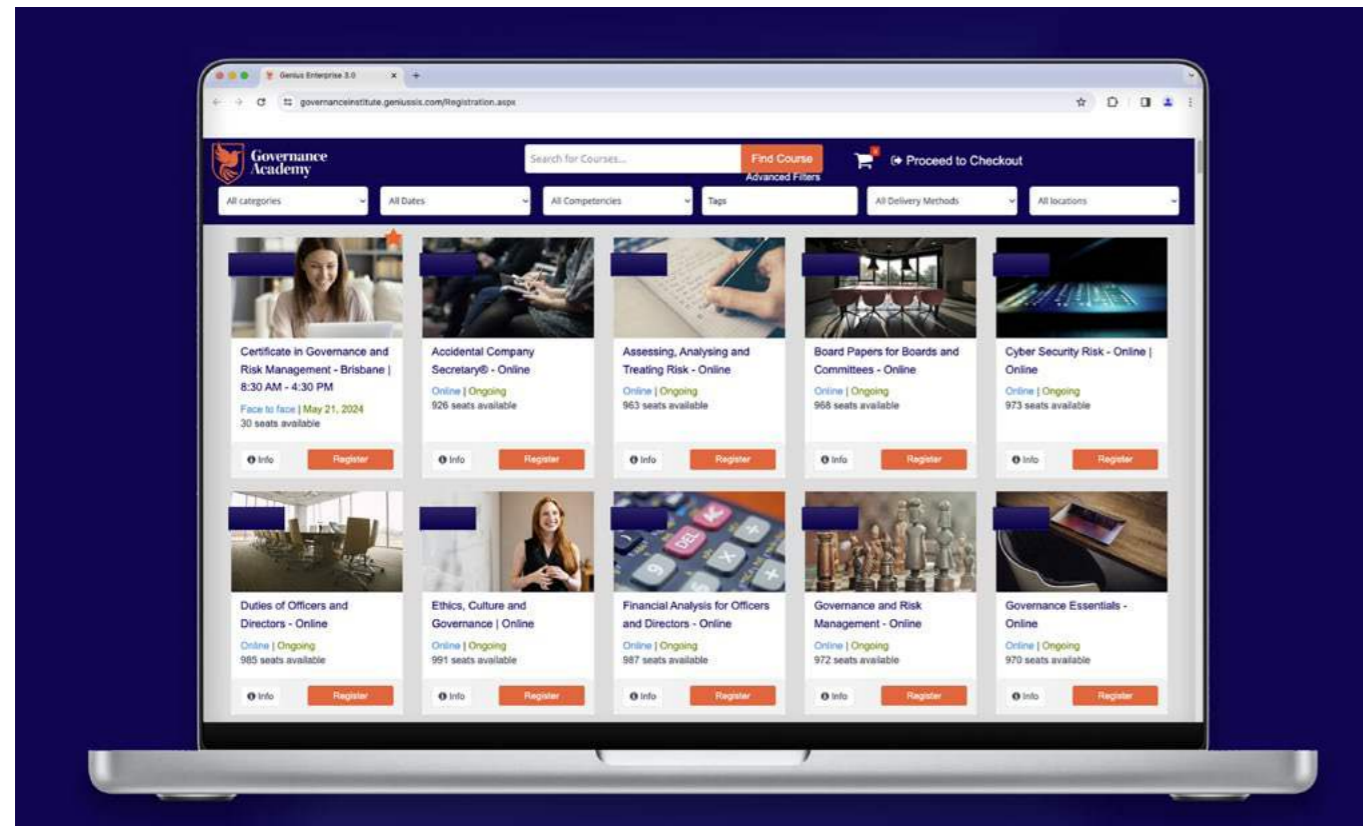 Genius Enterprise 3.0
governanceinstitute.geniussis.com/Registration.aspx
Governance
Academy
Search for Courses...
Find Course
Proceed to Checkout
Advanced Filters
All categories
All Dates
All Competencies
Tags
All Delivery Methods
All locations
Certificate in Governance and
Risk Management - Brisbane |
8:30 AM - 4:30 PM
Face to face | May 21, 2024
30 seats available
Info
Register
Accidental Company
Secretary® - Online
Online | Ongoing
926 seats available
Info
Register
Assessing, Analysing and
Treating Risk - Online
Online | Ongoing
963 seats available
Info
Register
Board Papers for Boards and
Committees - Online
Online | Ongoing
968 seats available
Info
Register
Cyber Security Risk - Online |
Online
Online | Ongoing
973 seats available
Info
Register
Duties of Officers and
Directors - Online
Online | Ongoing
985 seats available
Info
Register
Ethics, Culture and
Governance | Online
Online | Ongoing
991 seats available
Info
Register
DEL
AC
Financial Analysis for Officers
and Directors - Online
Online | Ongoing
987 seats available
Info
Register
Governance and Risk
Management - Online
Online | Ongoing
972 seats available
Info
Register
Governance Essentials -
Online
Online | Ongoing
970 seats available
Info
Register